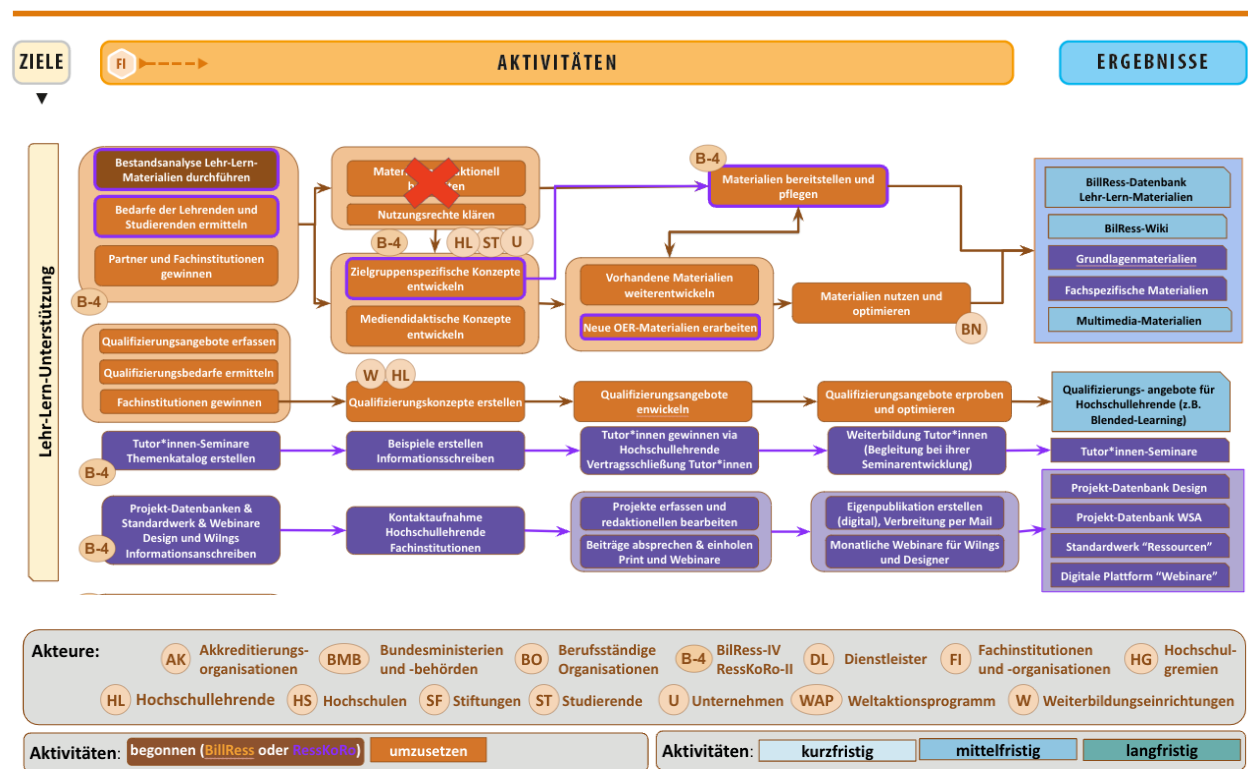 ZIELE
FI
AKTIVITÄTEN
ERGEBNISSE
Lehr-Lern-Unterstützung
Bestandsanalyse Lehr-Lern-
Materialien durchführen
Bedarfe der Lehrenden und
Studierenden ermitteln
Partner und Fachinstitutionen
gewinnen
B-4
Nutzungsrechte klären
B-4
HL
ST
U
Zielgruppenspezifische Konzepte
entwickeln
Mediendidaktische Konzepte
entwickeln
B-4
Materialien bereitstellen und
pflegen
Vorhandene Materialien
weiterentwickeln
Neue OER-Materialien erarbeiten
Materialien nutzen und
optimieren
BN
BillRess-Datenbank
Lehr-Lern-Materialien
BilRess-Wiki
Grundlagenmaterialien
Fachspezifische Materialien
Multimedia-Materialien
Qualifizierungsangebote erfassen
Qualifizierungsbedarfe ermitteln
Fachinstitutionen gewinnen
W
HL
Qualifizierungskonzepte erstellen
Qualifizierungsangebote
enwickeln
Qualifizierungsangebote erproben
und optimieren
Qualifizierungs- angebote für
Hochschullehrende (z.B.
Blended-Learning)
Tutor*innen-Seminare
Themenkatalog erstellen
B-4
Beispiele erstellen
Informationsschreiben
Tutor*innen gewinnen via
Hochschullehrende
Vertragsschließung Tutor*innen
Weiterbildung Tutor*innen
(Begleitung bei ihrer
Seminarentwicklung)
Tutor*innen-Seminare
Projekt-Datenbanken &
Standardwerk & Webinare
Design und WiIngs
Informationsanschreiben
B-4
Kontaktaufnahme
Hochschullehrende
Fachinstitutionen
Projekte erfassen und
redaktionellen bearbeiten
Beiträge absprechen & einholen
Print und Webinare
Eigenpublikation erstellen
(digital), Verbreitung per Mail
Monatliche Webinare für WiIngs
und Designer
Projekt-Datenbank Design
Projekt-Datenbank WSA
Standardwerk “Ressourcen”
Digitale Plattform “Webinare”
Akteure:
AK Akkreditierungs-
organisationen
BMB Bundesministerien
und -behörden
BO Berufsständige
Organisationen
B-4 BilRess-IV
RessKoRo-II
DL Dienstleister
FI Fachinstitutionen
und -organisationen
HG Hochschul-
gremien
HL Hochschullehrende
HS Hochschulen
SF Stiftungen
ST Studierende
U Unternehmen
WAP Weltaktionsprogramm
W Weiterbildungseinrichtungen
Aktivitäten: begonnen (BillRess oder RessKoRo) umzusetzen
Aktivitäten: kurzfristig mittelfristig langfristig